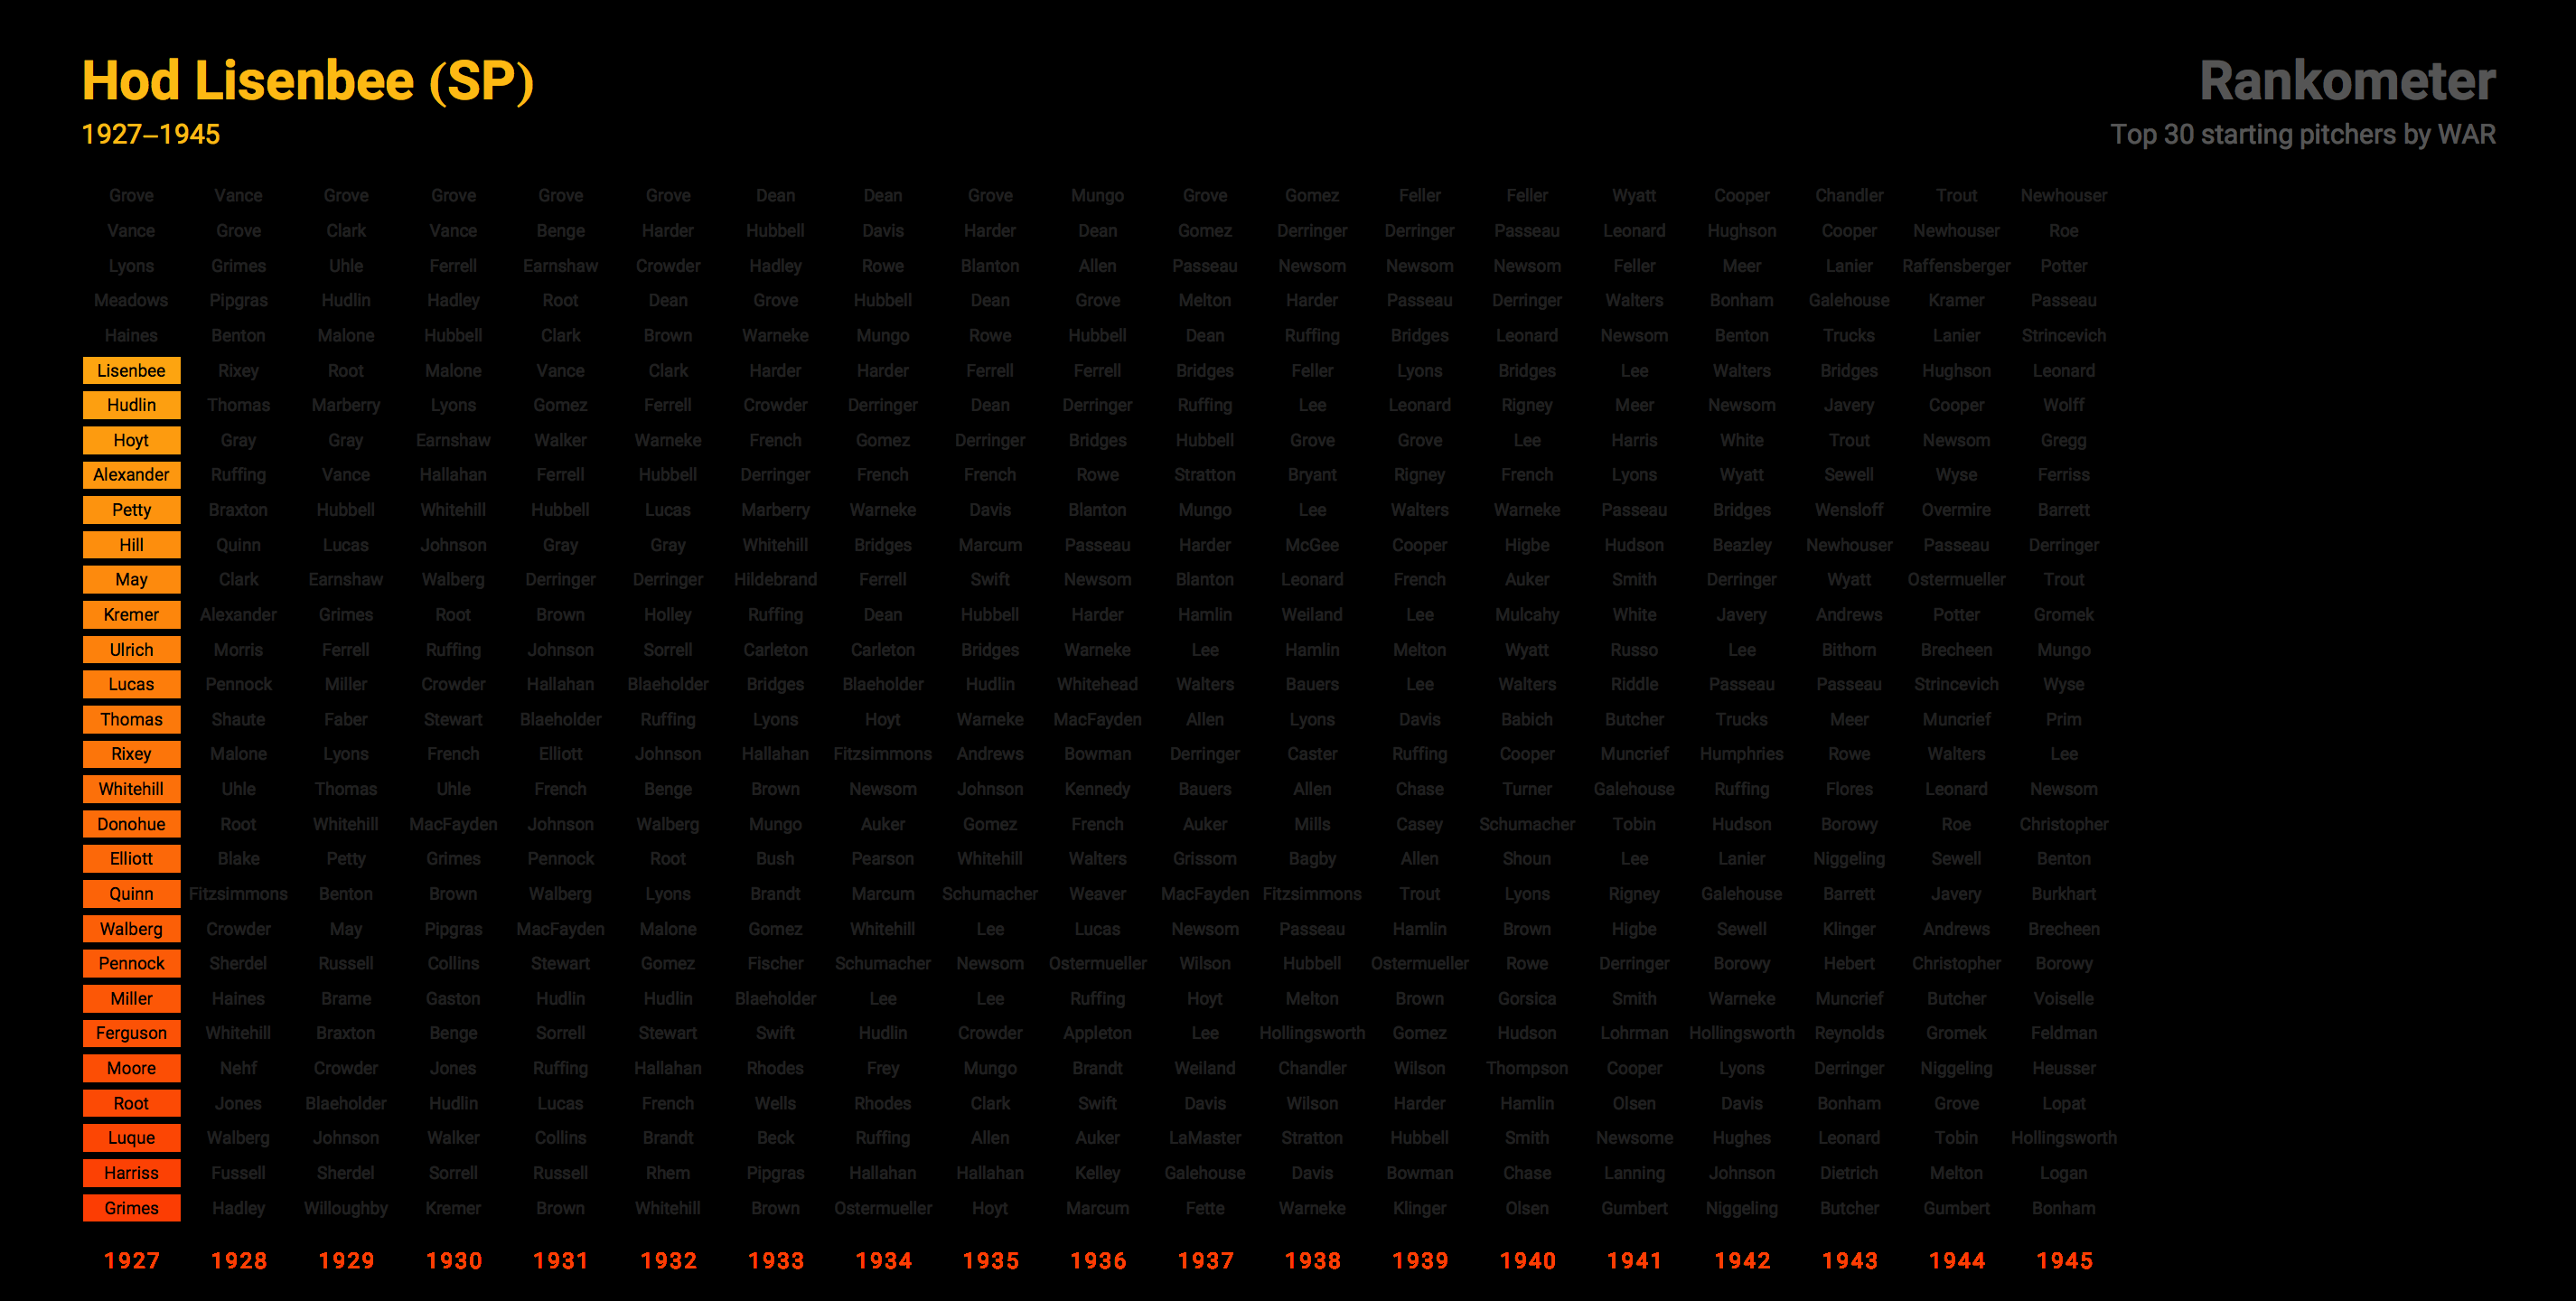 Hod Lisenbee (SP)
Rankometer
1927–1945
Top 30 starting pitchers by WAR
Grove Vance Grove Grove Grove Grove Dean Dean Grove Mungo Grove Gomez Feller Feller Wyatt Cooper Chandler Trout Newhouser
Vance Grove Clark Vance Benge Harder Hubbell Davis Harder Dean Gomez Derringer Derringer Passeau Leonard Hughson Cooper Newhouser Roe
Lyons Grimes Uhle Ferrell Earnshaw Crowder Hadley Rowe Blanton Allen Passeau Newsom Newsom Newsom Feller Meer Lanier Raffensberger Potter
Meadows Pipgras Hudlin Hadley Root Dean Grove Hubbell Dean Grove Melton Harder Passeau Derringer Walters Bonham Galehouse Kramer Passeau
Haines Benton Malone Hubbell Clark Brown Warneke Mungo Rowe Hubbell Dean Ruffing Bridges Leonard Newsom Benton Trucks Lanier Strincevich
Lisenbee Rixey Root Malone Vance Clark Harder Harder Ferrell Ferrell Bridges Feller Lyons Bridges Lee Walters Bridges Hughson Leonard
Hudlin Thomas Marberry Lyons Gomez Ferrell Crowder Derringer Dean Derringer Ruffing Lee Leonard Rigney Meer Newsom Javery Cooper Wolff
Hoyt Gray Gray Earnshaw Walker Warneke French Gomez Derringer Bridges Hubbell Grove Grove Lee Harris White Trout Newsom Gregg
Alexander Ruffing Vance Hallahan Ferrell Hubbell Derringer French French Rowe Stratton Bryant Rigney French Lyons Wyatt Sewell Wyse Ferriss
Petty Braxton Hubbell Whitehill Hubbell Lucas Marberry Warneke Davis Blanton Mungo Lee Walters Warneke Passeau Bridges Wensloff Overmire Barrett
Hill Quinn Lucas Johnson Gray Gray Whitehill Bridges Marcum Passeau Harder McGee Cooper Higbe Hudson Beazley Newhouser Passeau Derringer
May Clark Earnshaw Walberg Derringer Derringer Hildebrand Ferrell Swift Newsom Blanton Leonard French Auker Smith Derringer Wyatt Ostermueller Trout
Kremer Alexander Grimes Root Brown Holley Ruffing Dean Hubbell Harder Hamlin Weiland Lee Mulcahy White Javery Andrews Potter Gromek
Ulrich Morris Ferrell Ruffing Johnson Sorrell Carleton Carleton Bridges Warneke Lee Hamlin Melton Wyatt Russo Lee Bithorn Brecheen Mungo
Lucas Pennock Miller Crowder Hallahan Blaeholder Bridges Blaeholder Hudlin Whitehead Walters Bauers Lee Walters Riddle Passeau Passeau Strincevich Wyse
Thomas Shaute Faber Stewart Blaeholder Ruffing Lyons Hoyt Warneke MacFayden Allen Lyons Davis Babich Butcher Trucks Meer Muncrief Prim
Rixey Malone Lyons French Elliott Johnson Hallahan Fitzsimmons Andrews Bowman Derringer Caster Ruffing Cooper Muncrief Humphries Rowe Walters Lee
Whitehill Uhle Thomas Uhle French Benge Brown Newsom Johnson Kennedy Bauers Allen Chase Turner Galehouse Ruffing Flores Leonard Newsom
Donohue Root Whitehill MacFayden Johnson Walberg Mungo Auker Gomez French Auker Mills Casey Schumacher Tobin Hudson Borowy Roe Christopher
Elliott Blake Petty Grimes Pennock Root Bush Pearson Whitehill Walters Grissom Bagby Allen Shoun Lee Lanier Niggeling Sewell Benton
Quinn Fitzsimmons Benton Brown Walberg Lyons Brandt Marcum Schumacher Weaver MacFayden Fitzsimmons Trout Lyons Rigney Galehouse Barrett Javery Burkhart
Walberg Crowder May Pipgras MacFayden Malone Gomez Whitehill Lee Lucas Newsom Passeau Hamlin Brown Higbe Sewell Klinger Andrews Brecheen
Pennock Sherdel Russell Collins Stewart Gomez Fischer Schumacher Newsom Ostermueller Wilson Hubbell Ostermueller Rowe Derringer Borowy Hebert Christopher Borowy
Miller Haines Brame Gaston Hudlin Hudlin Blaeholder Lee Lee Ruffing Hoyt Melton Brown Gorsica Smith Warneke Muncrief Butcher Voiselle
Ferguson Whitehill Braxton Benge Sorrell Stewart Swift Hudlin Crowder Appleton Lee Hollingsworth Gomez Hudson Lohrman Hollingsworth Reynolds Gromek Feldman
Moore Nehf Crowder Jones Ruffing Hallahan Rhodes Frey Mungo Brandt Weiland Chandler Wilson Thompson Cooper Lyons Derringer Niggeling Heusser
Root Jones Blaeholder Hudlin Lucas French Wells Rhodes Clark Swift Davis Wilson Harder Hamlin Olsen Davis Bonham Grove Lopat
Luque Walberg Johnson Walker Collins Brandt Beck Ruffing Allen Auker LaMaster Stratton Hubbell Smith Newsome Hughes Leonard Tobin Hollingsworth
Harriss Fussell Sherdel Sorrell Russell Rhem Pipgras Hallahan Hallahan Kelley Galehouse Davis Bowman Chase Lanning Johnson Dietrich Melton Logan
Grimes Hadley Willoughby Kremer Brown Whitehill Brown Ostermueller Hoyt Marcum Fette Warneke Klinger Olsen Gumbert Niggeling Butcher Gumbert Bonham
1927 1928 1929 1930 1931 1932 1933 1934 1935 1936 1937 1938 1939 1940 1941 1942 1943 1944 1945